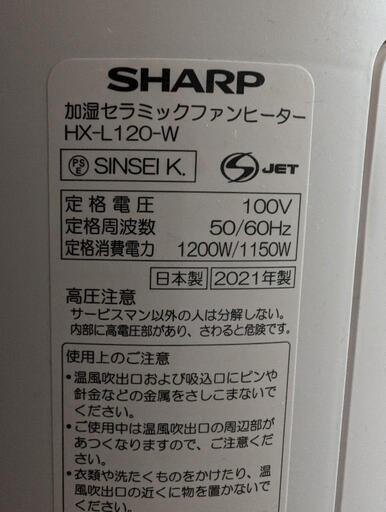 SHARP
加湿セラミックファンヒーター
HX-L120-W
PS E SINSEI K.
S JET
定格電圧 100V
定格周波数 50/60Hz
定格消費電力 1200W/1150W
日本製 2021年製
高圧注意
サービスマン以外の人は分解しない。
内部に高電圧部があり、さわると危険です。
使用上のご注意
•温風吹出口および吸込口にピンや
針金などの金属をさしこまないで
ください。
•ご使用中は温風吹出口の周辺部が
あつくなりますので、ご注意くだ
さい。
•衣類や洗たくものをかけたり、温
風吹出口の近くに物を置かないで
ください。